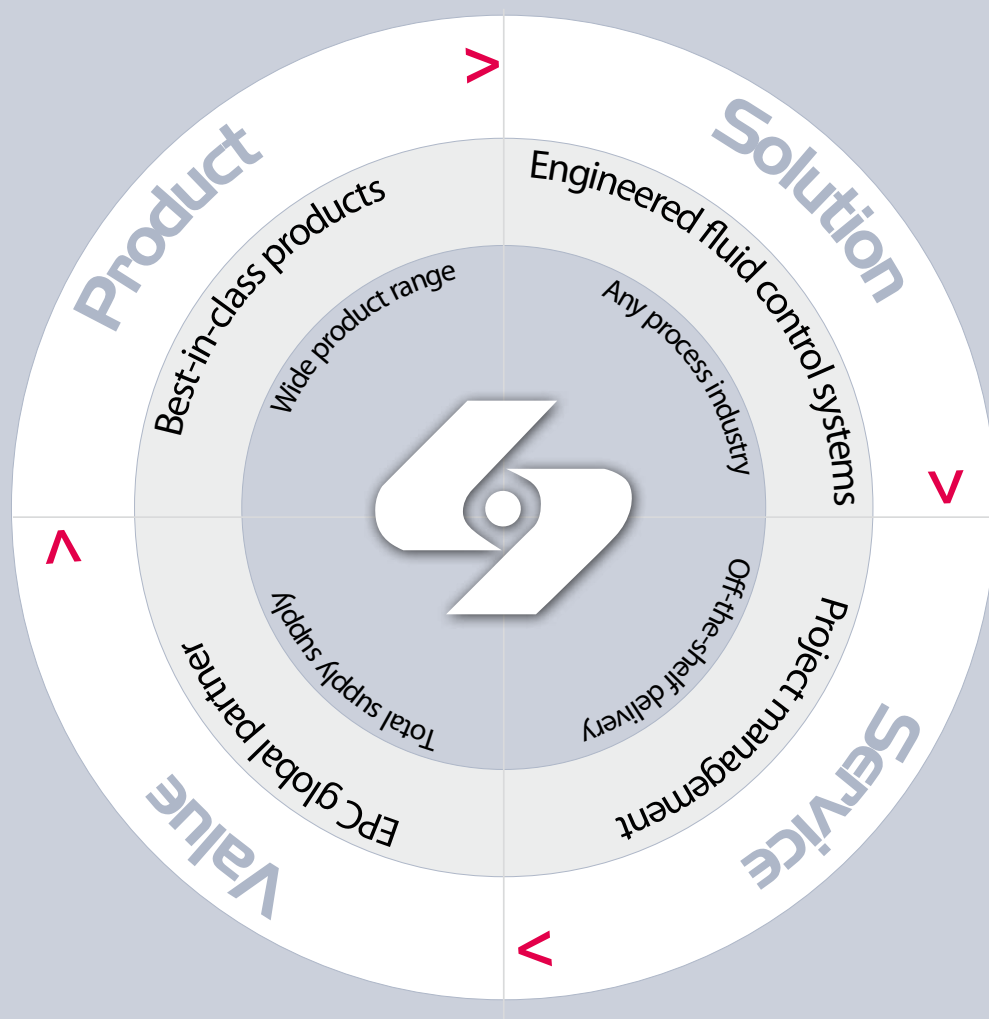 Product
Best-in-class products
Wide product range
Solution
Engineered fluid control systems
Any process industry
Service
Project management
Off-the-shelf delivery
Value
EPC global partner
Total supply supply